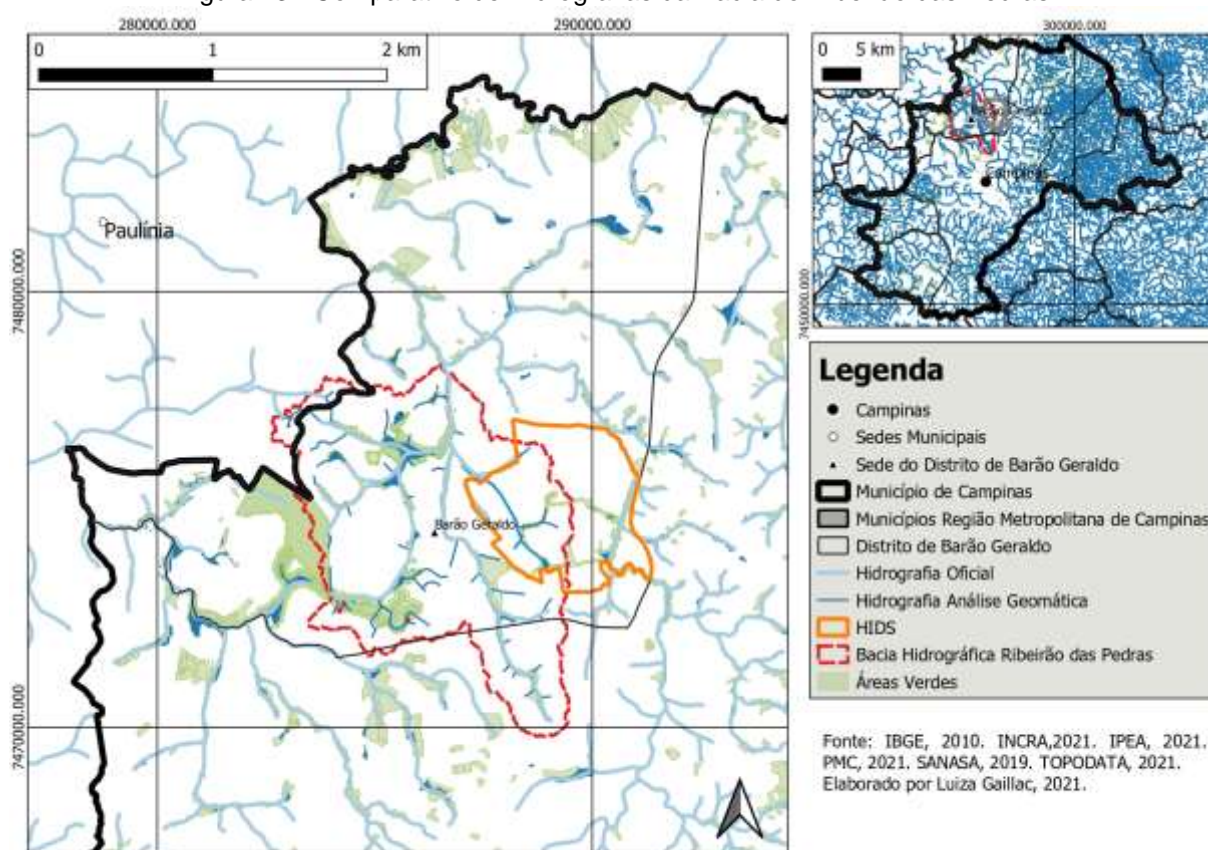 0 1 2 km
280000.000
290000.000
7480000.000
7470000.000
Paulínia
Barão Geraldo
0 5 km
300000.000
7450000.000
Campinas
Legenda
Campinas
Sedes Municipais
Sede do Distrito de Barão Geraldo
Município de Campinas
Municípios Região Metropolitana de Campinas
Distrito de Barão Geraldo
Hidrografia Oficial
Hidrografia Análise Geomática
HIDS
Bacia Hidrográfica Ribeirão das Pedras
Áreas Verdes
Fonte: IBGE, 2010. INCRA,2021. IPEA, 2021.
PMC, 2021. SANASA, 2019. TOPODATA, 2021.
Elaborado por Luiza Gaillac, 2021.